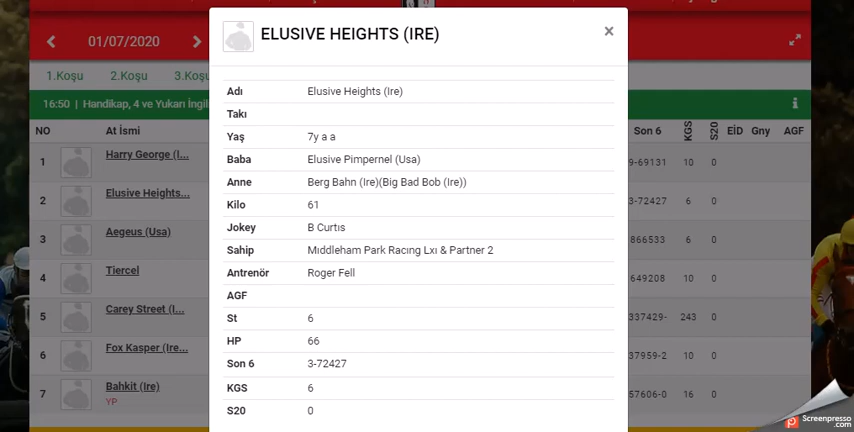 ELUSIVE HEIGHTS (IRE)
×
01/07/2020
1.Koşu 2.Koşu 3.Koşu
16:50 | Handikap, 4 ve Yukarı İngil
NO At İsmi Son 6 KGS S20 EİD Gny AGF
1 Harry George (I... 9-69131 10 0
2 Elusive Heights... 3-72427 6 0
3 Aegeus (Usa) 866533 6 0
4 Tiercel 649208 10 0
5 Carey Street (I... 337429- 243 0
6 Fox Kasper (Ire... 37959-2 10 0
7 Bahkit (Ire) 57606-0 16 0
YP
Adı Elusive Heights (Ire)
Takı
Yaş 7y a a
Baba Elusive Pimpernel (Usa)
Anne Berg Bahn (Ire)(Big Bad Bob (Ire))
Kilo 61
Jokey B Curtıs
Sahip Mıddleham Park Racıng Lxı & Partner 2
Antrenör Roger Fell
AGF
St 6
HP 66
Son 6 3-72427
KGS 6
S20 0
Screenpresso
.com